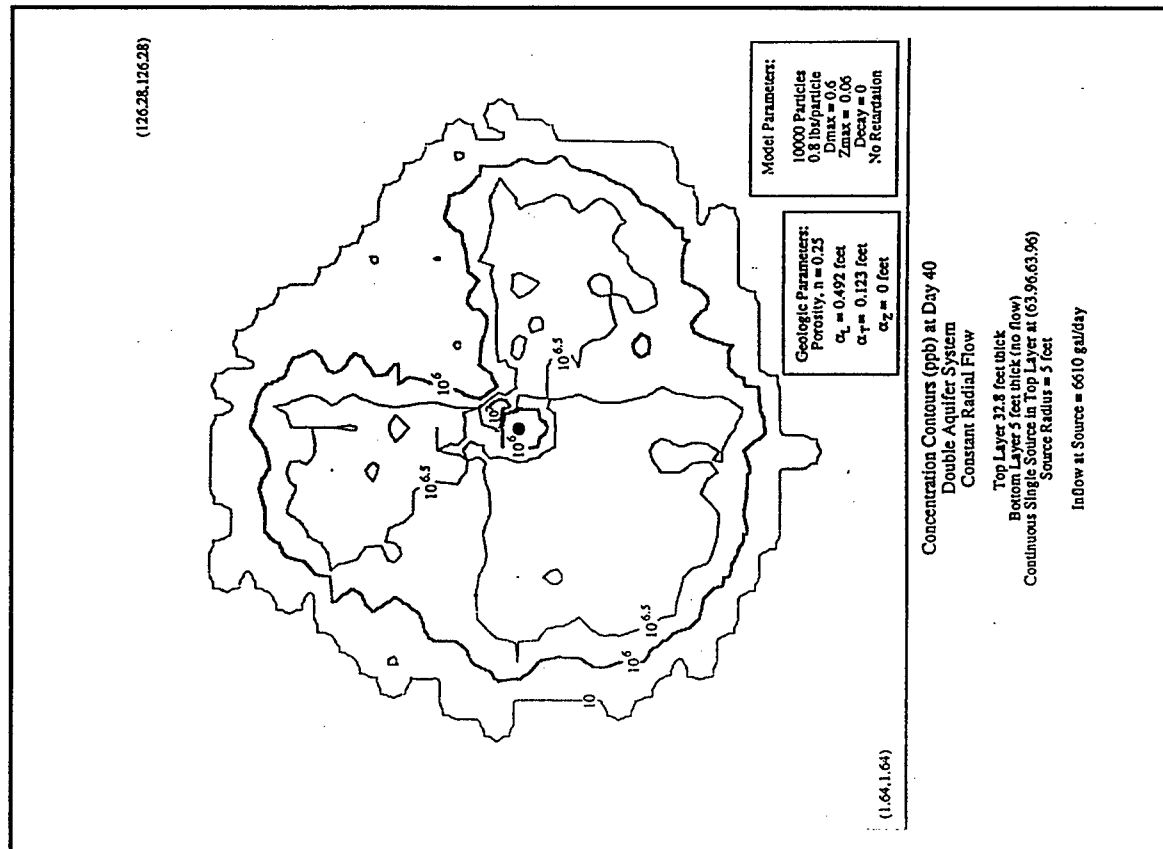 (126.28,126.28)
10^6
10^6.5
10^2
10^6
10^6.5
10^6.5
10^6
10
(1.64,1.64)
Model Parameters:
10000 Particles
0.8 lbs/particle
Dmax = 0.6
Zmax = 0.06
Decay = 0
No Retardation
Geologic Parameters:
Porosity, n = 0.25
α_L = 0.492 feet
α_T = 0.123 feet
α_Z = 0 feet
Concentration Contours (ppb) at Day 40
Double Aquifer System
Constant Radial Flow
Top Layer 32.8 feet thick
Bottom Layer 5 feet thick (no flow)
Continuous Single Source in Top Layer at (63.96,63.96)
Source Radius = 5 feet
Inflow at Source = 6610 gal/day